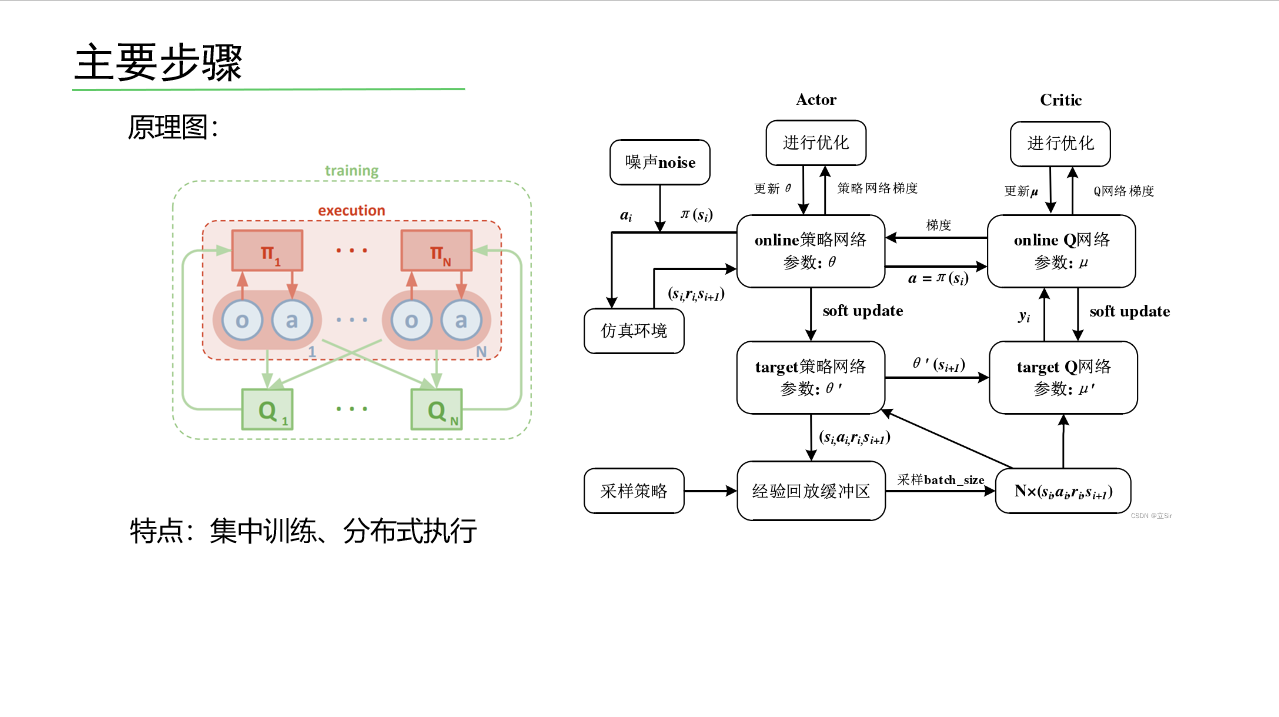 主要步骤
原理图：
training
execution
π1 ··· πN
o a ··· o a
1 N
Q1 ··· QN
特点：集中训练、分布式执行
Actor
Critic
进行优化
进行优化
噪声noise
更新θ
策略网络梯度
更新μ
Q网络梯度
ai
π(si)
online策略网络
参数：θ
梯度
a = π(si)
online Q网络
参数：μ
(si,ri,si+1)
仿真环境
soft update
yi
soft update
target策略网络
参数：θ'
θ'(si+1)
target Q网络
参数：μ'
(si,ai,ri,si+1)
采样策略
经验回放缓冲区
采样batch_size
N×(si,ai,ri,si+1)
CSDN @立Sir